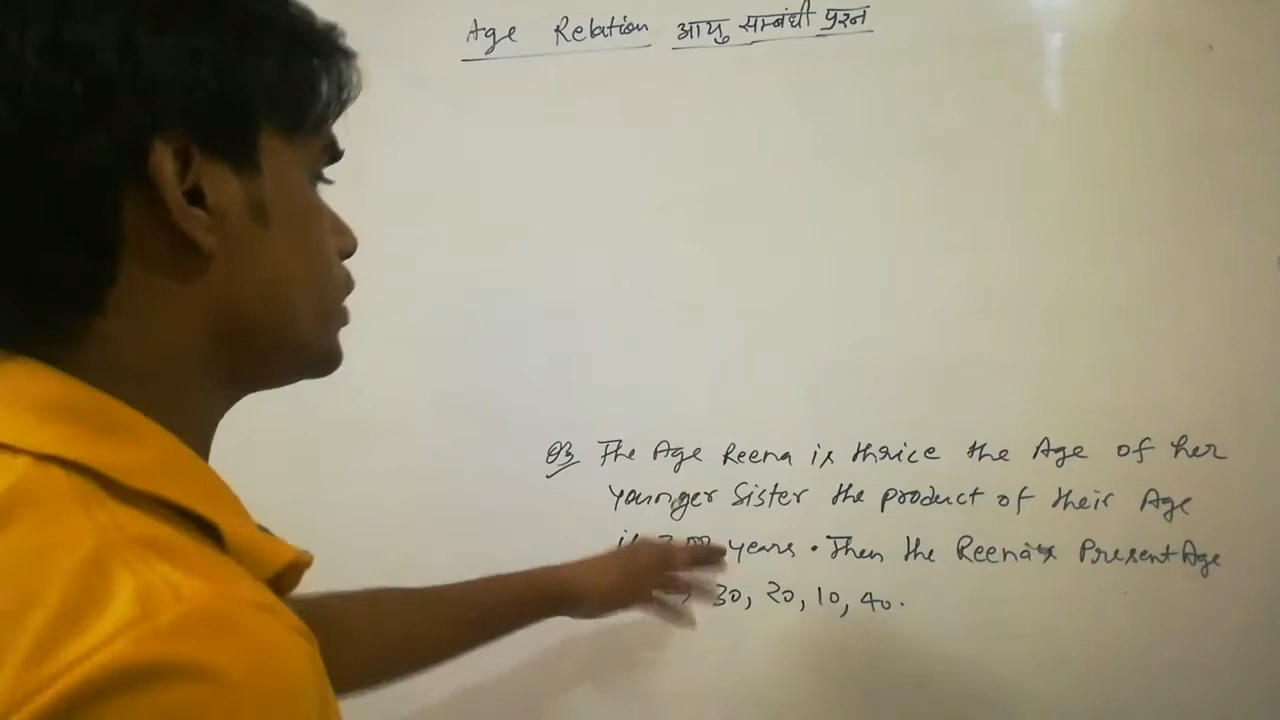 Age Relation आयु सम्बंधी प्रश्न
Q3 The Age Reena is thrice the Age of her
younger Sister the product of their Age
years. Then the Reena's Present Age
30, 20, 10, 40.